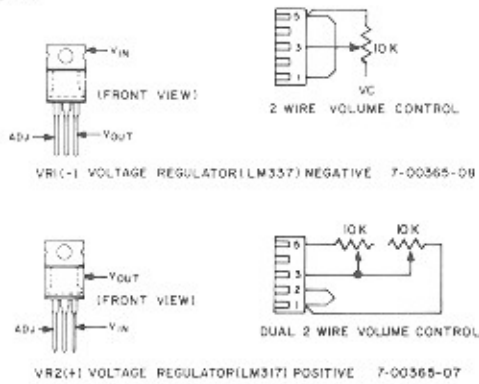 VIN
(FRONT VIEW)
ADJ
VOUT
VR1(-) VOLTAGE REGULATOR(LM337) NEGATIVE 7-00365-08
5
3
1
10K
VC
2 WIRE VOLUME CONTROL
VOUT
(FRONT VIEW)
ADJ
VIN
VR2(+) VOLTAGE REGULATOR(LM317) POSITIVE 7-00365-07
10K 10K
5
3
2
1
DUAL 2 WIRE VOLUME CONTROL